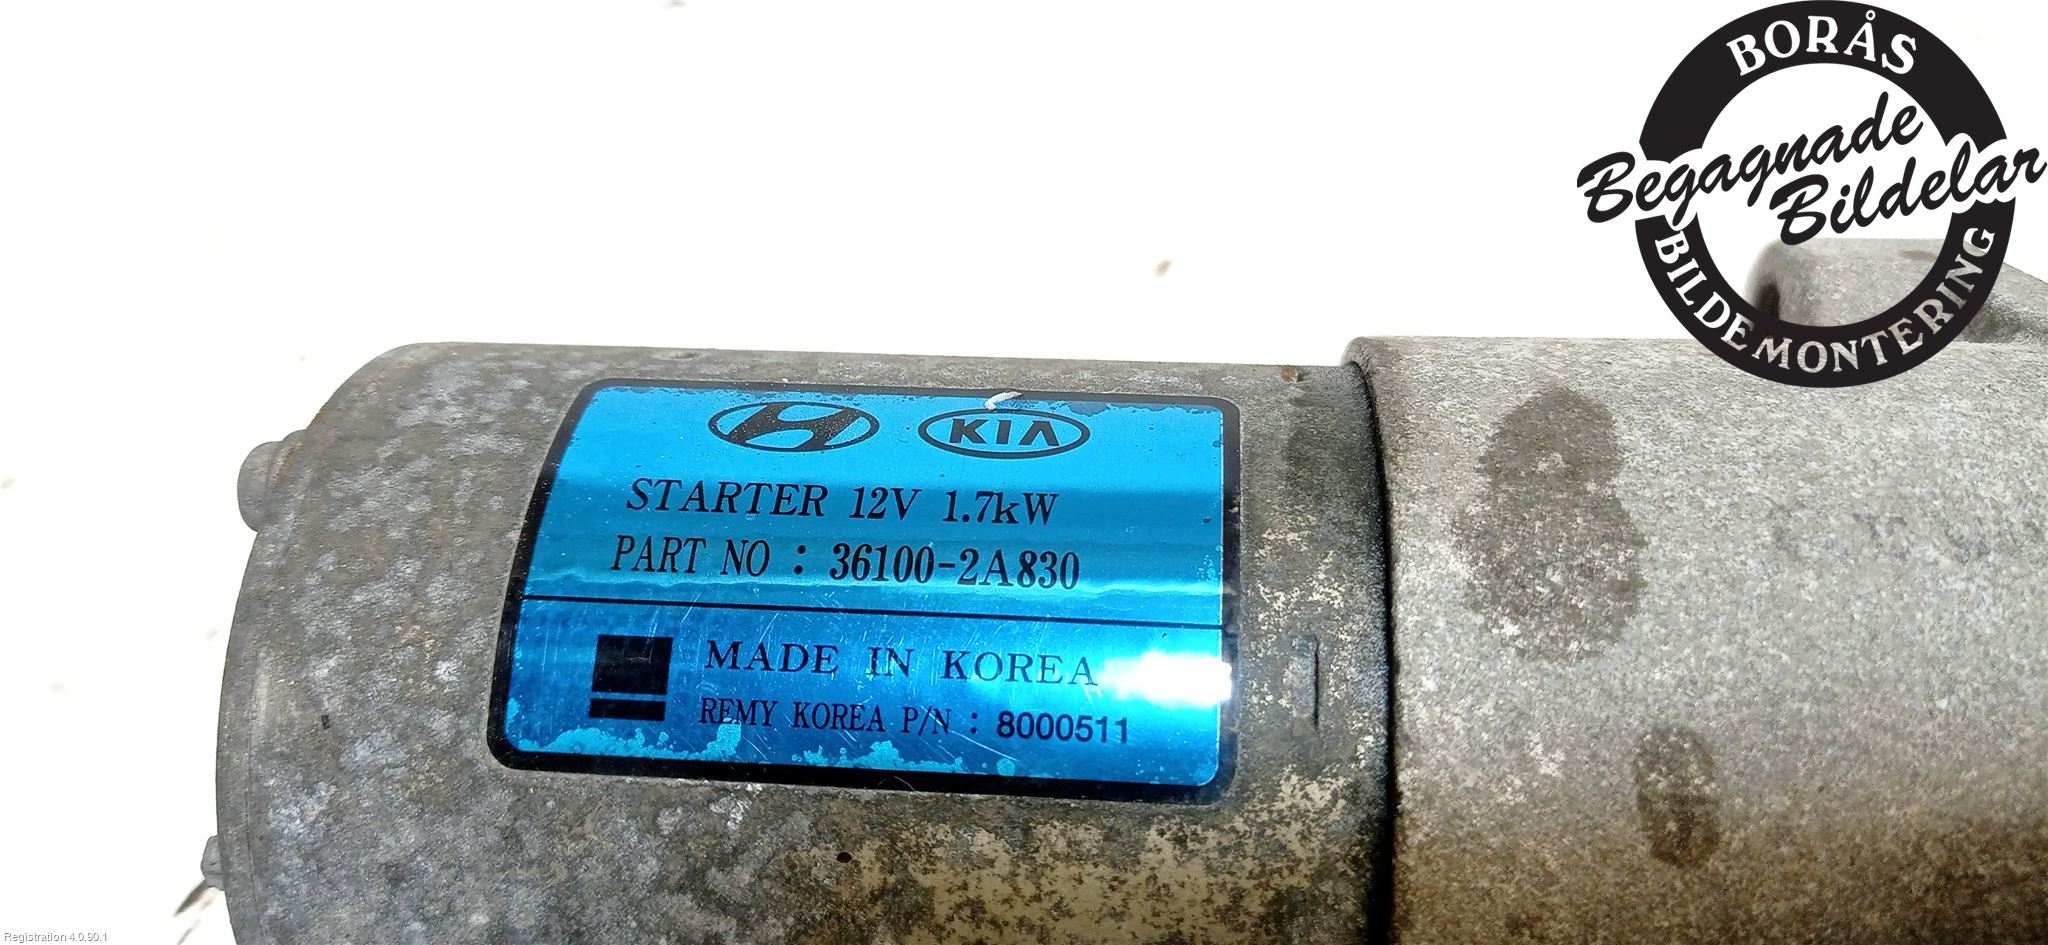 BORÅS
Begagnade
Bildelar
BILDEMONTERING
KIA
STARTER 12V 1.7kW
PART NO : 36100-2A830
MADE IN KOREA
REMY KOREA P/N : 8000511
Registration 4.0.90.1